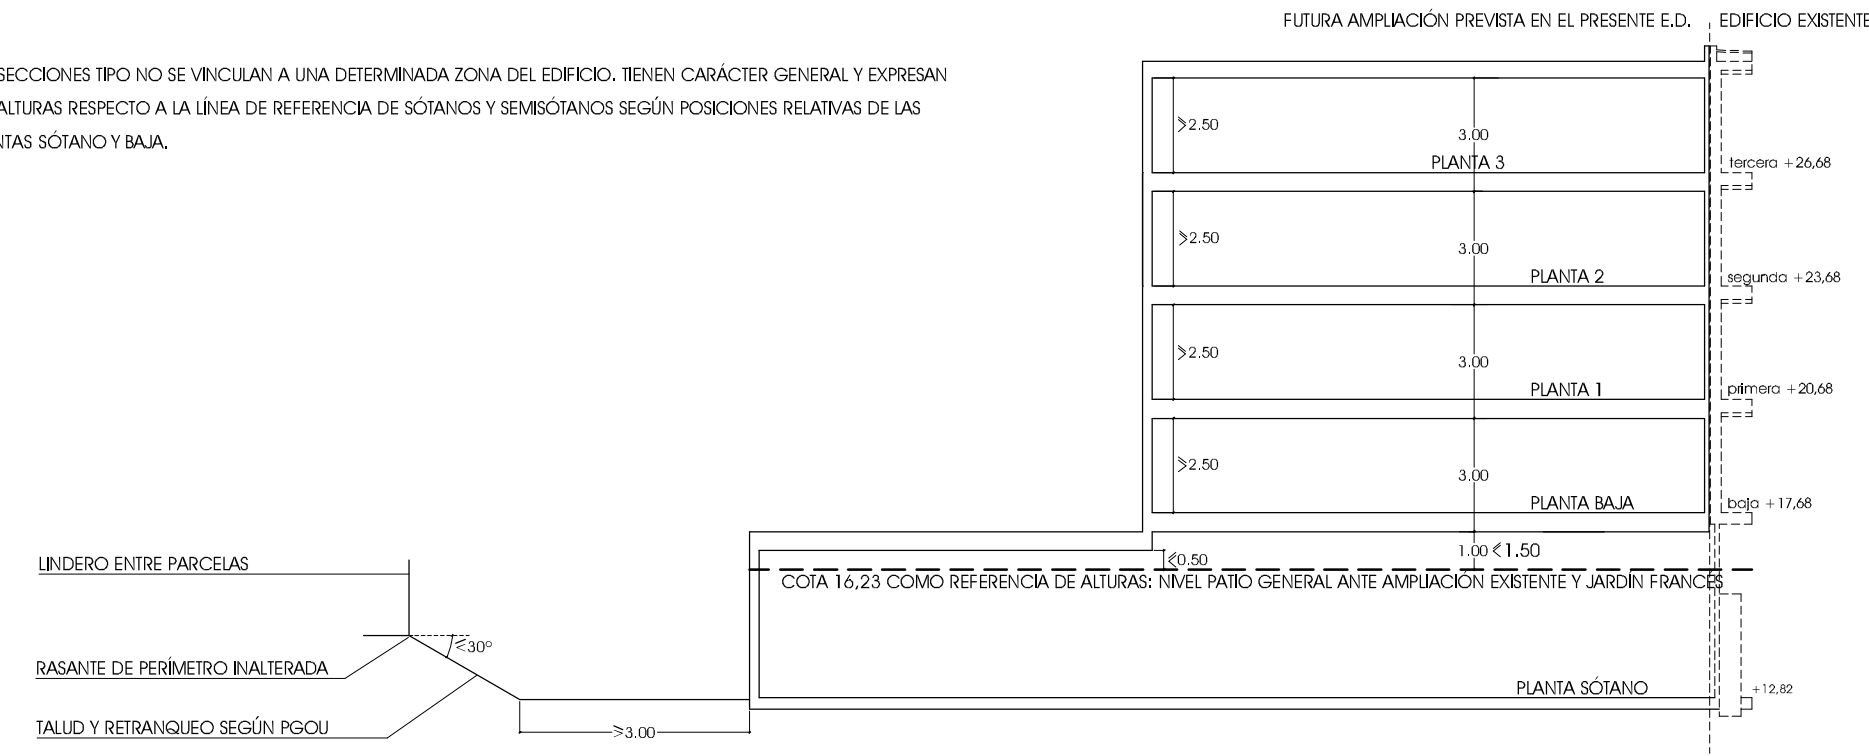 FUTURA AMPLIACIÓN PREVISTA EN EL PRESENTE E.D.
EDIFICIO EXISTENTE
SECCIONES TIPO NO SE VINCULAN A UNA DETERMINADA ZONA DEL EDIFICIO. TIENEN CARÁCTER GENERAL Y EXPRESAN
ALTURAS RESPECTO A LA LÍNEA DE REFERENCIA DE SÓTANOS Y SEMISÓTANOS SEGÚN POSICIONES RELATIVAS DE LAS
NTAS SÓTANO Y BAJA.
⩾2.50
3.00
PLANTA 3
tercera +26,68
⩾2.50
3.00
PLANTA 2
segunda +23,68
⩾2.50
3.00
PLANTA 1
primera +20,68
⩾2.50
3.00
PLANTA BAJA
baja +17,68
⩽0.50
1.00 ⩽1.50
COTA 16,23 COMO REFERENCIA DE ALTURAS: NIVEL PATIO GENERAL ANTE AMPLIACIÓN EXISTENTE Y JARDÍN FRANCÉS
LINDERO ENTRE PARCELAS
⩽30°
RASANTE DE PERÍMETRO INALTERADA
PLANTA SÓTANO
+12,82
TALUD Y RETRANQUEO SEGÚN PGOU
⩾3.00